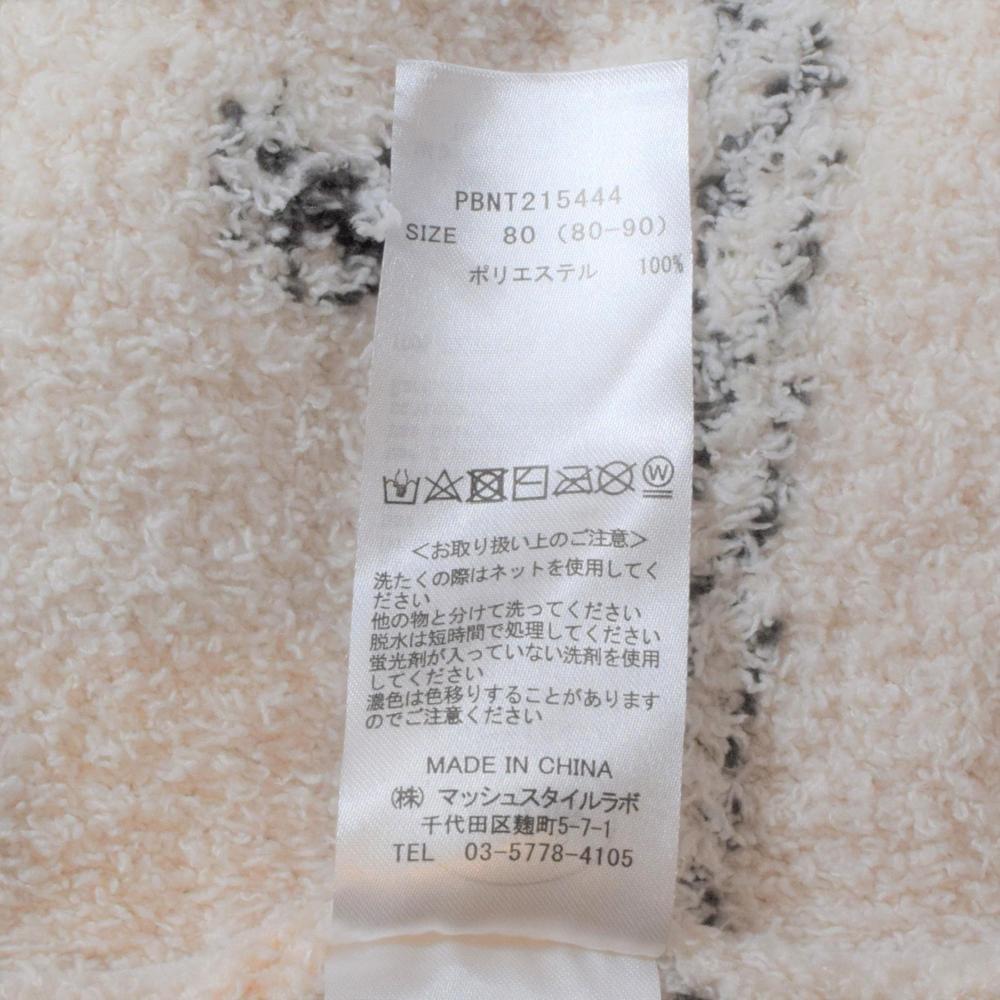 PBNT215444
SIZE 80 (80-90)
ポリエステル 100%
W
＜お取り扱い上のご注意＞
洗たくの際はネットを使用してく
ださい
他の物と分けて洗ってください
脱水は短時間で処理してください
蛍光剤が入っていない洗剤を使用
してください
濃色は色移りすることがあります
のでご注意ください
MADE IN CHINA
(株) マッシュスタイルラボ
千代田区麹町5-7-1
TEL 03-5778-4105